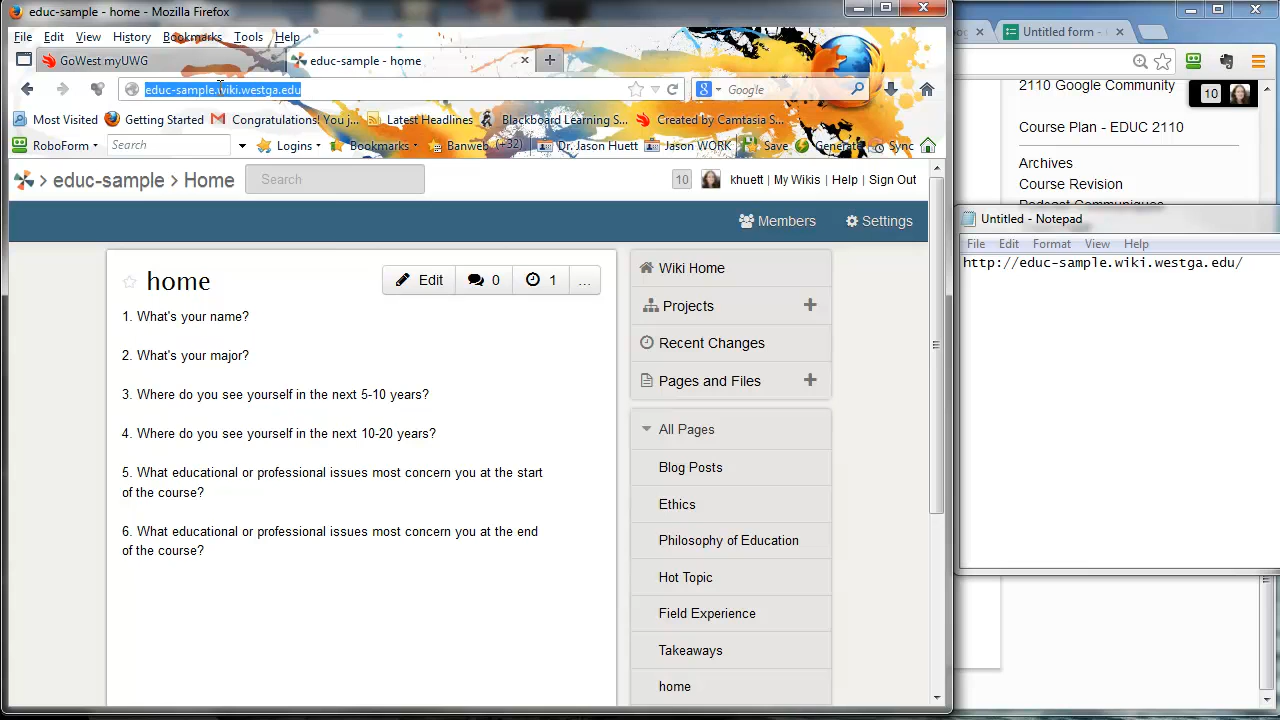 educ-sample - home - Mozilla Firefox
File Edit View History Bookmarks Tools Help
GoWest myUWG
educ-sample - home
educ-sample.wiki.westga.edu
Google
Most Visited Getting Started Congratulations! You j... Latest Headlines Blackboard Learning S... Created by Camtasia S...
RoboForm Search Logins Bookmarks Banweb (+32) Dr. Jason Huett Jason WORK Save Generate Sync
educ-sample > Home Search 10 khuett | My Wikis | Help | Sign Out
Members Settings
home
Edit 0 1 ...
1. What's your name?
2. What's your major?
3. Where do you see yourself in the next 5-10 years?
4. Where do you see yourself in the next 10-20 years?
5. What educational or professional issues most concern you at the start
of the course?
6. What educational or professional issues most concern you at the end
of the course?
Wiki Home
Projects
Recent Changes
Pages and Files
All Pages
Blog Posts
Ethics
Philosophy of Education
Hot Topic
Field Experience
Takeaways
home
Untitled form -
2110 Google Community
10
Course Plan - EDUC 2110
Archives
Course Revision
Untitled - Notepad
File Edit Format View Help
http://educ-sample.wiki.westga.edu/